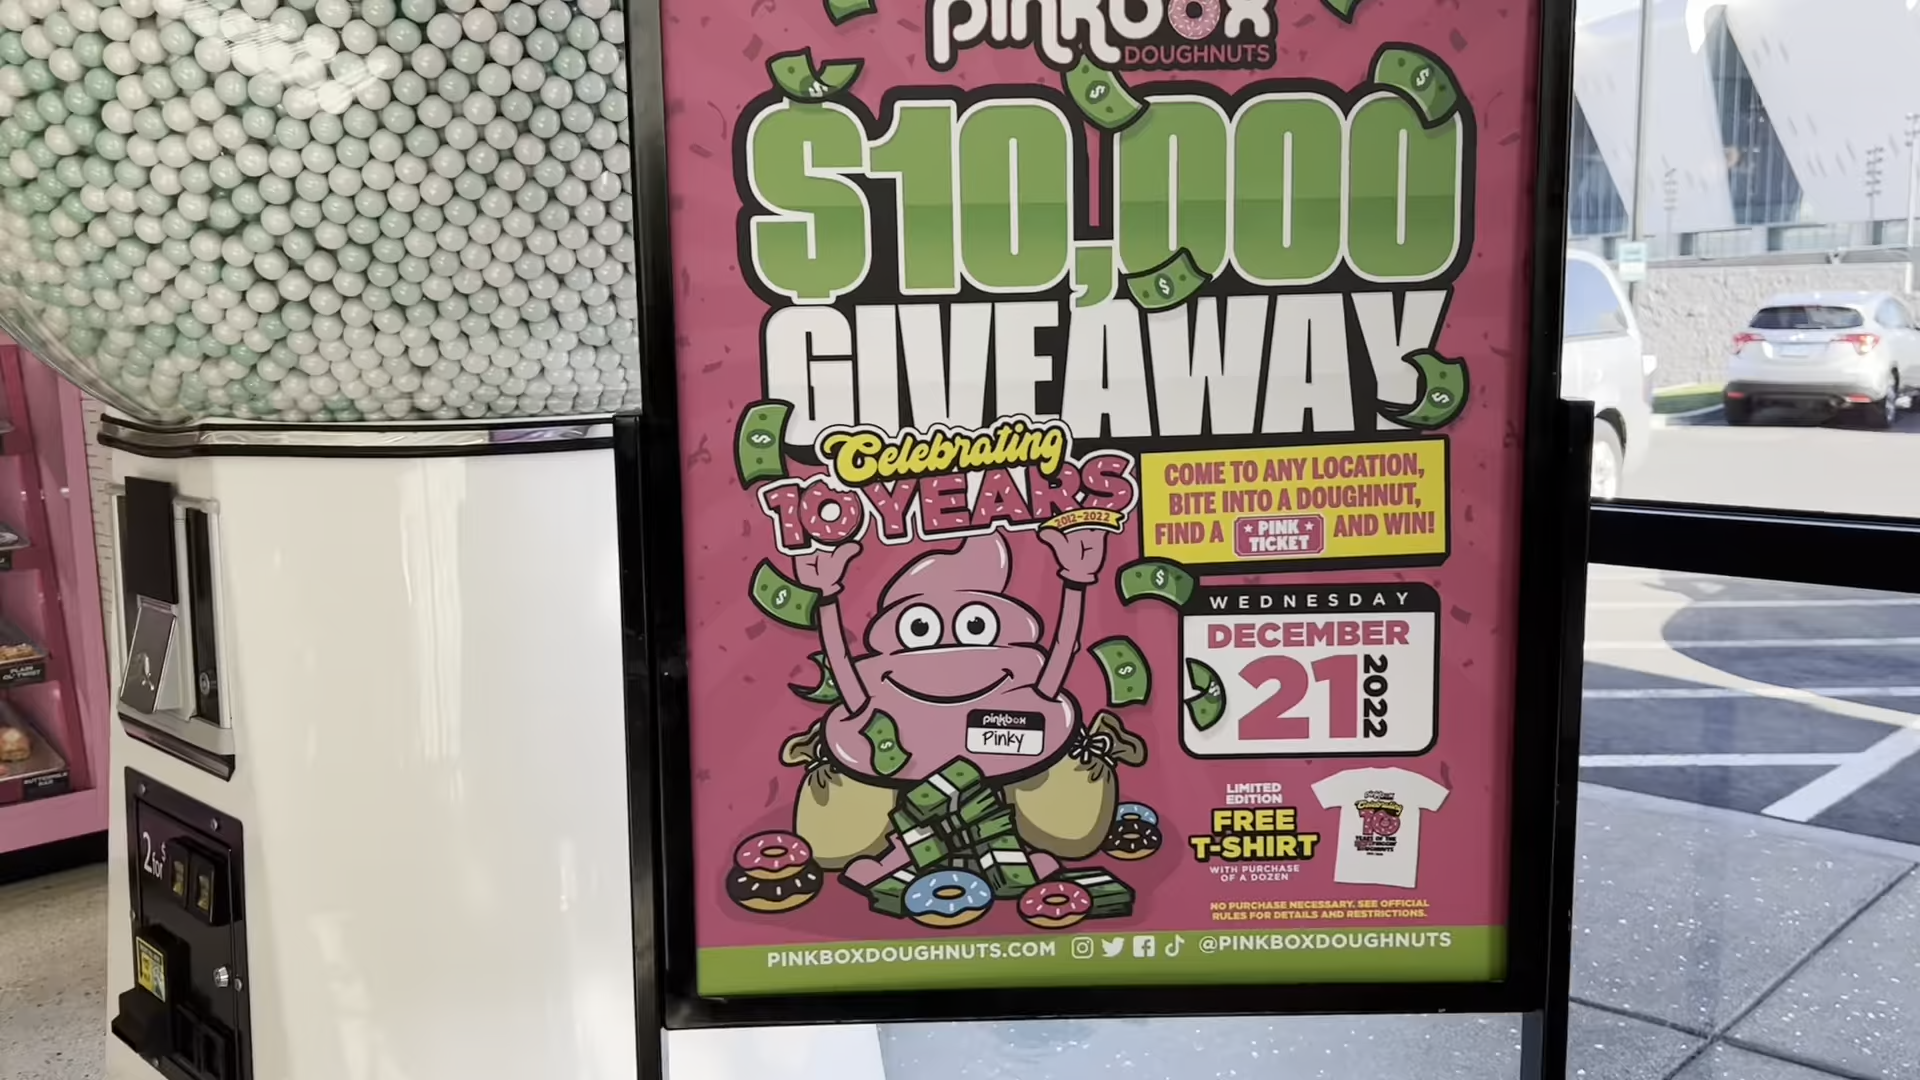 pinkbox
DOUGHNUTS
$10,000
GIVEAWAY
Celebrating
10 YEARS
2012-2022
COME TO ANY LOCATION,
BITE INTO A DOUGHNUT,
FIND A PINK TICKET AND WIN!
WEDNESDAY
DECEMBER
21
2022
pinkbox
Pinky
LIMITED
EDITION
FREE
T-SHIRT
WITH PURCHASE
OF A DOZEN
Celebrating
10
NO PURCHASE NECESSARY. SEE OFFICIAL
RULES FOR DETAILS AND RESTRICTIONS.
PINKBOXDOUGHNUTS.COM @PINKBOXDOUGHNUTS
2 for $